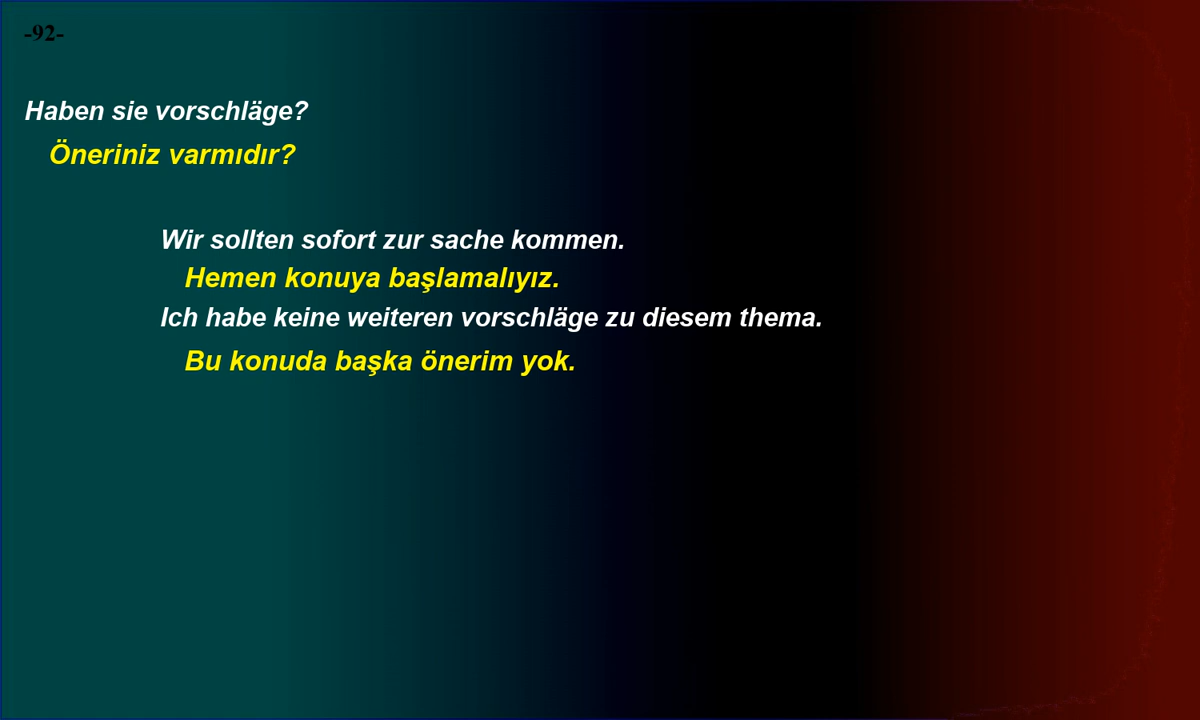 -92-
Haben sie vorschläge?
Öneriniz varmıdır?
Wir sollten sofort zur sache kommen.
Hemen konuya başlamalıyız.
Ich habe keine weiteren vorschläge zu diesem thema.
Bu konuda başka önerim yok.